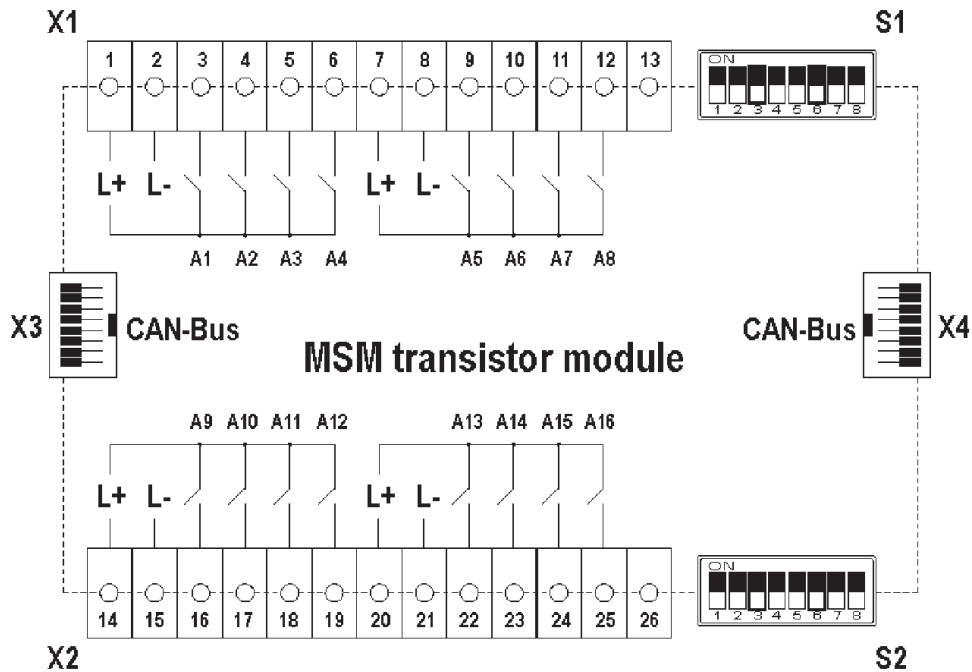 X1 S1
1 2 3 4 5 6 7 8 9 10 11 12 13
ON
1 2 3 4 5 6 7 8
L+ L- L+ L-
A1 A2 A3 A4 A5 A6 A7 A8
X3 CAN-Bus CAN-Bus X4
MSM transistor module
A9 A10 A11 A12 A13 A14 A15 A16
L+ L- L+ L-
ON
1 2 3 4 5 6 7 8
14 15 16 17 18 19 20 21 22 23 24 25 26
X2 S2